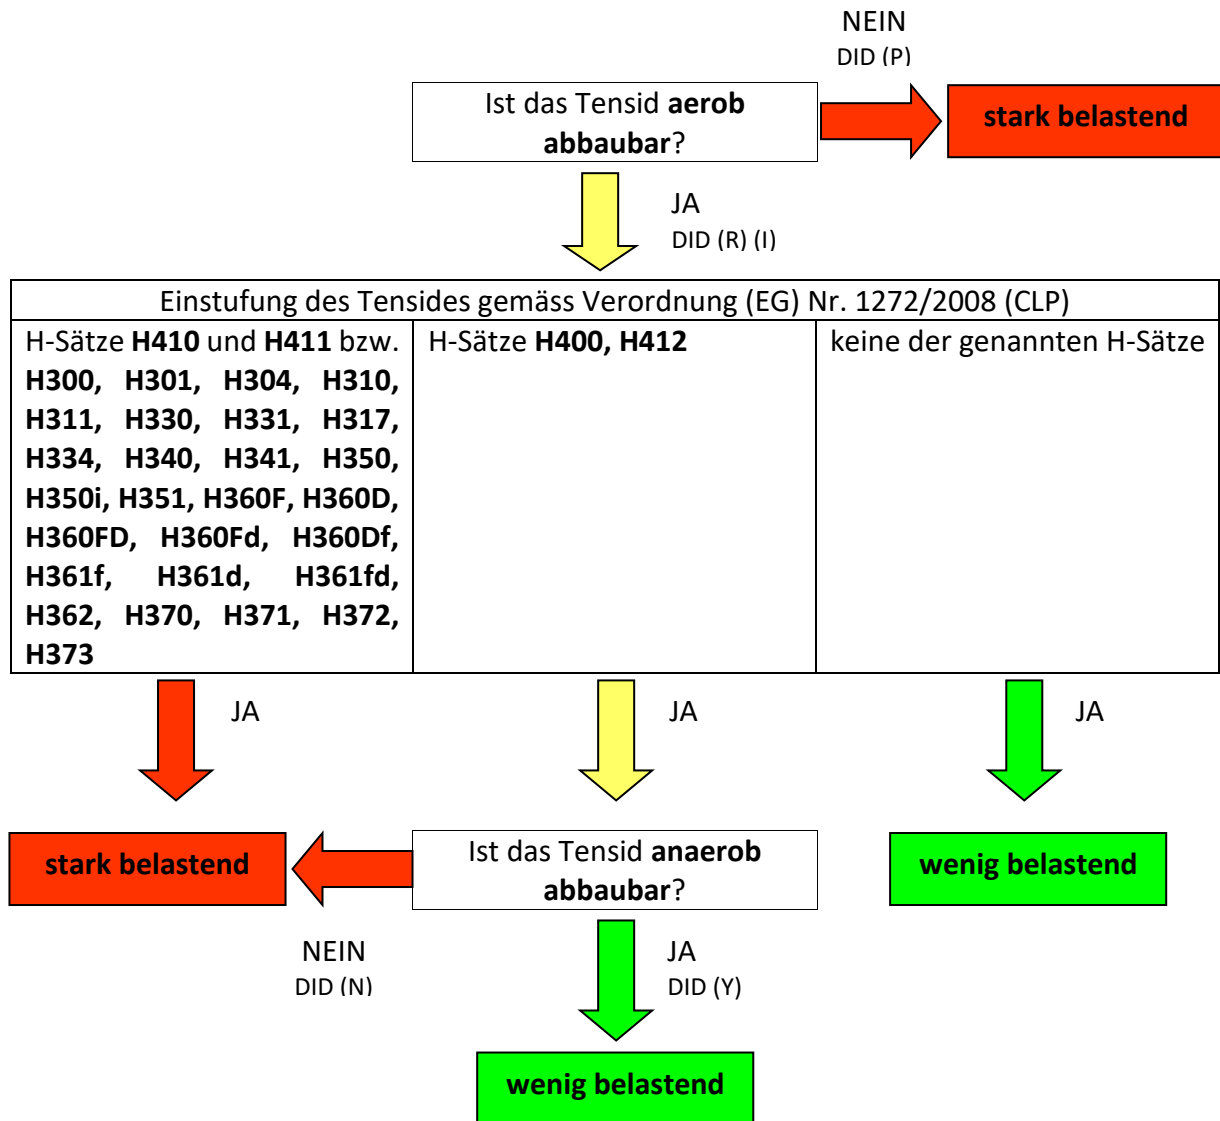 NEIN
DID (P)
Ist das Tensid aerob
abbaubar?
stark belastend
JA
DID (R) (I)
Einstufung des Tensides gemäss Verordnung (EG) Nr. 1272/2008 (CLP)
H-Sätze H410 und H411 bzw.
H300, H301, H304, H310,
H311, H330, H331, H317,
H334, H340, H341, H350,
H350i, H351, H360F, H360D,
H360FD, H360Fd, H360Df,
H361f, H361d, H361fd,
H362, H370, H371, H372,
H373
H-Sätze H400, H412
keine der genannten H-Sätze
JA
JA
JA
stark belastend
Ist das Tensid anaerob
abbaubar?
wenig belastend
NEIN
DID (N)
JA
DID (Y)
wenig belastend